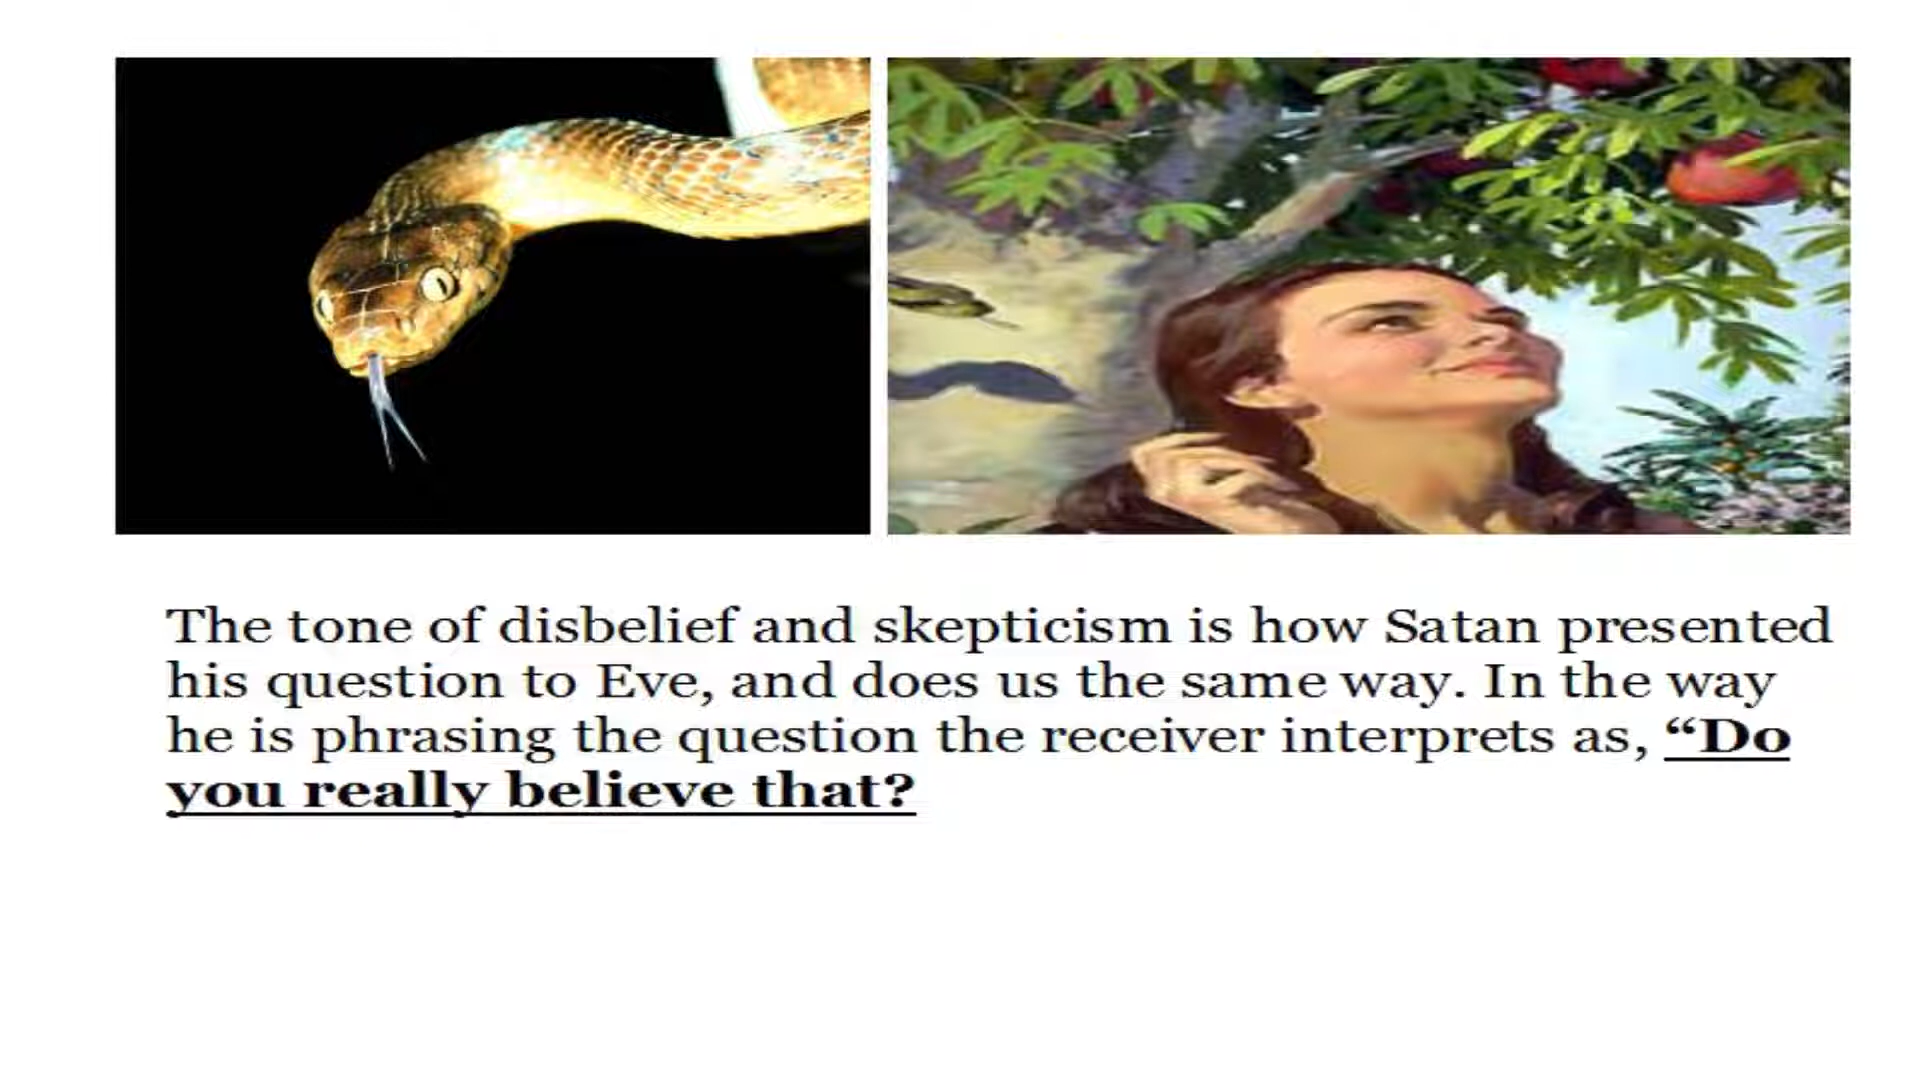 The tone of disbelief and skepticism is how Satan presented
his question to Eve, and does us the same way. In the way
he is phrasing the question the receiver interprets as, “Do
you really believe that?